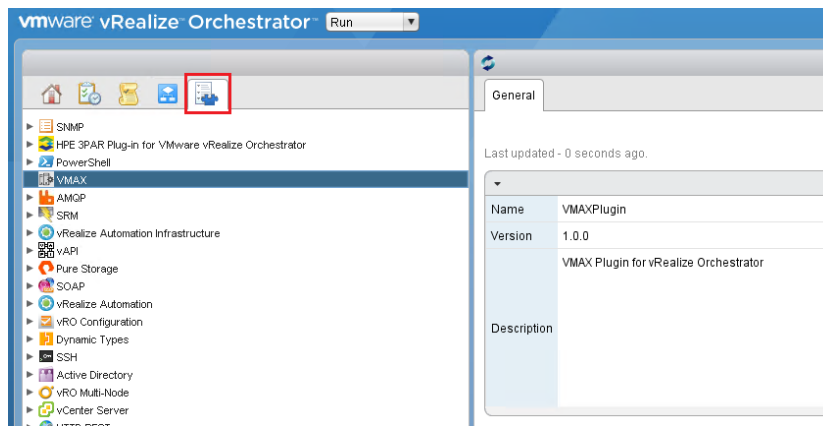 vmware vRealize Orchestrator Run
General
SNMP
HPE 3PAR Plug-in for VMware vRealize Orchestrator
PowerShell
VMAX
AMQP
SRM
vRealize Automation Infrastructure
vAPI
Pure Storage
SOAP
vRealize Automation
vRO Configuration
Dynamic Types
SSH
Active Directory
vRO Multi-Node
vCenter Server
Last updated - 0 seconds ago.
Name VMAXPlugin
Version 1.0.0
Description VMAX Plugin for vRealize Orchestrator